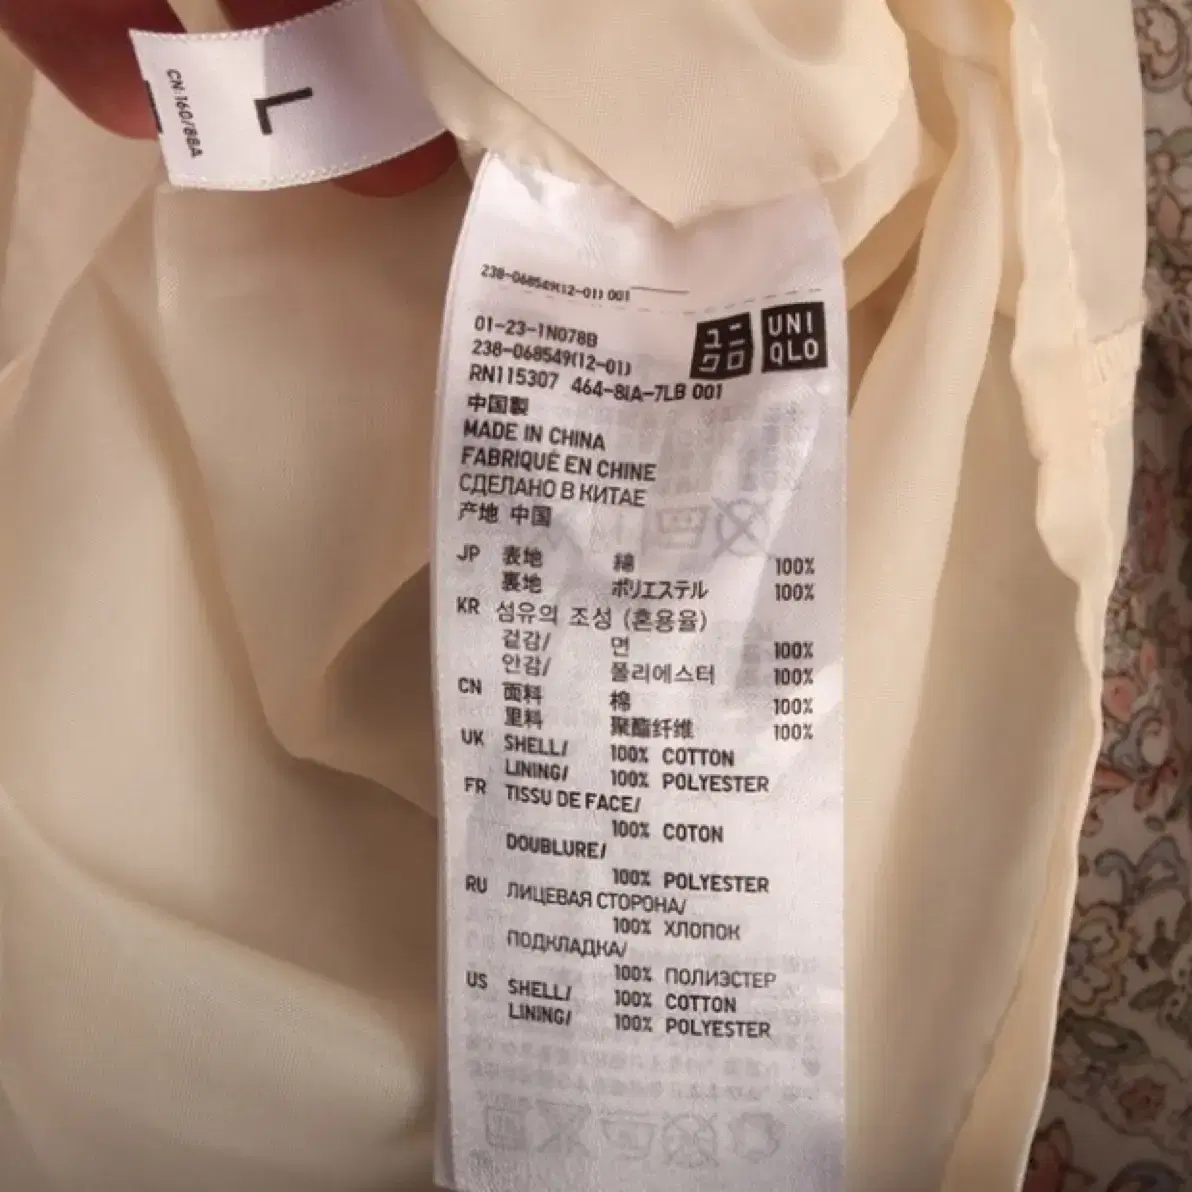 L
CN:160/88A
238-068549(12-01) 001
01-23-1N078B
238-068549(12-01)
RN115307 464-8IA-7LB 001
ユニ
クロ
UNI
QLO
中国製
MADE IN CHINA
FABRIQUÉ EN CHINE
СДЕЛАНО В КИТАЕ
产地 中国
JP 表地 綿 100%
裏地 ポリエステル 100%
KR 섬유의 조성 (혼용율)
겉감/ 면 100%
안감/ 폴리에스터 100%
CN 面料 棉 100%
里料 聚酯纤维 100%
UK SHELL/ 100% COTTON
LINING/ 100% POLYESTER
FR TISSU DE FACE/
100% COTON
DOUBLURE/
100% POLYESTER
RU ЛИЦЕВАЯ СТОРОНА/
100% ХЛОПОК
ПОДКЛАДКА/
100% ПОЛИЭСТЕР
US SHELL/ 100% COTTON
LINING/ 100% POLYESTER